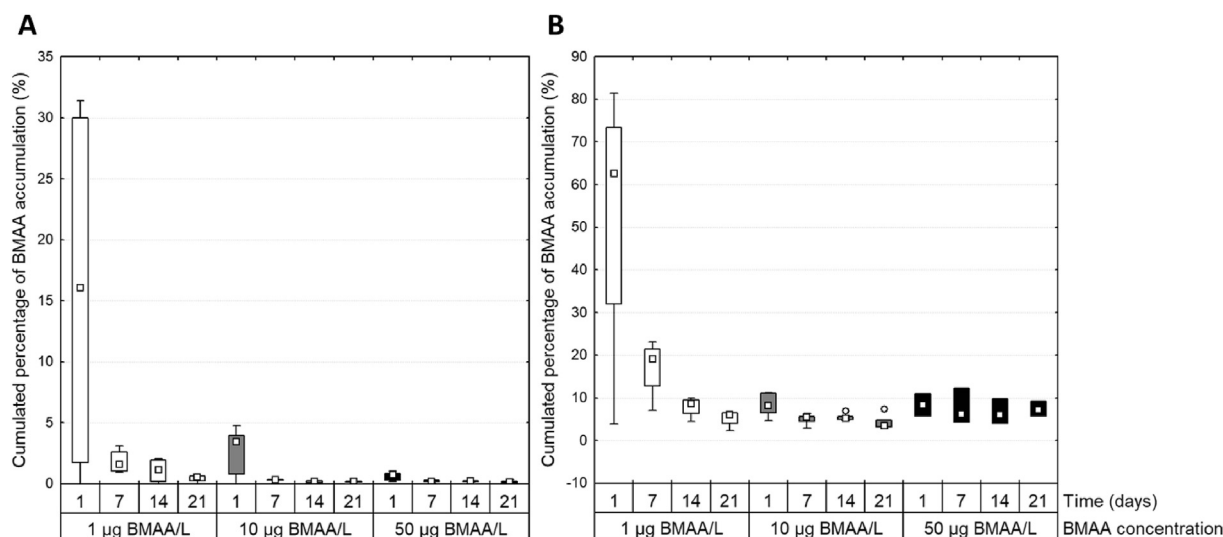 A
B
Cumulated percentage of BMAA accumulation (%)
35
30
25
20
15
10
5
0
1 7 14 21 1 7 14 21 1 7 14 21
1 µg BMAA/L 10 µg BMAA/L 50 µg BMAA/L
Cumulated percentage of BMAA accumulation (%)
90
80
70
60
50
40
30
20
10
0
-10
1 7 14 21 1 7 14 21 1 7 14 21 Time (days)
1 µg BMAA/L 10 µg BMAA/L 50 µg BMAA/L BMAA concentration